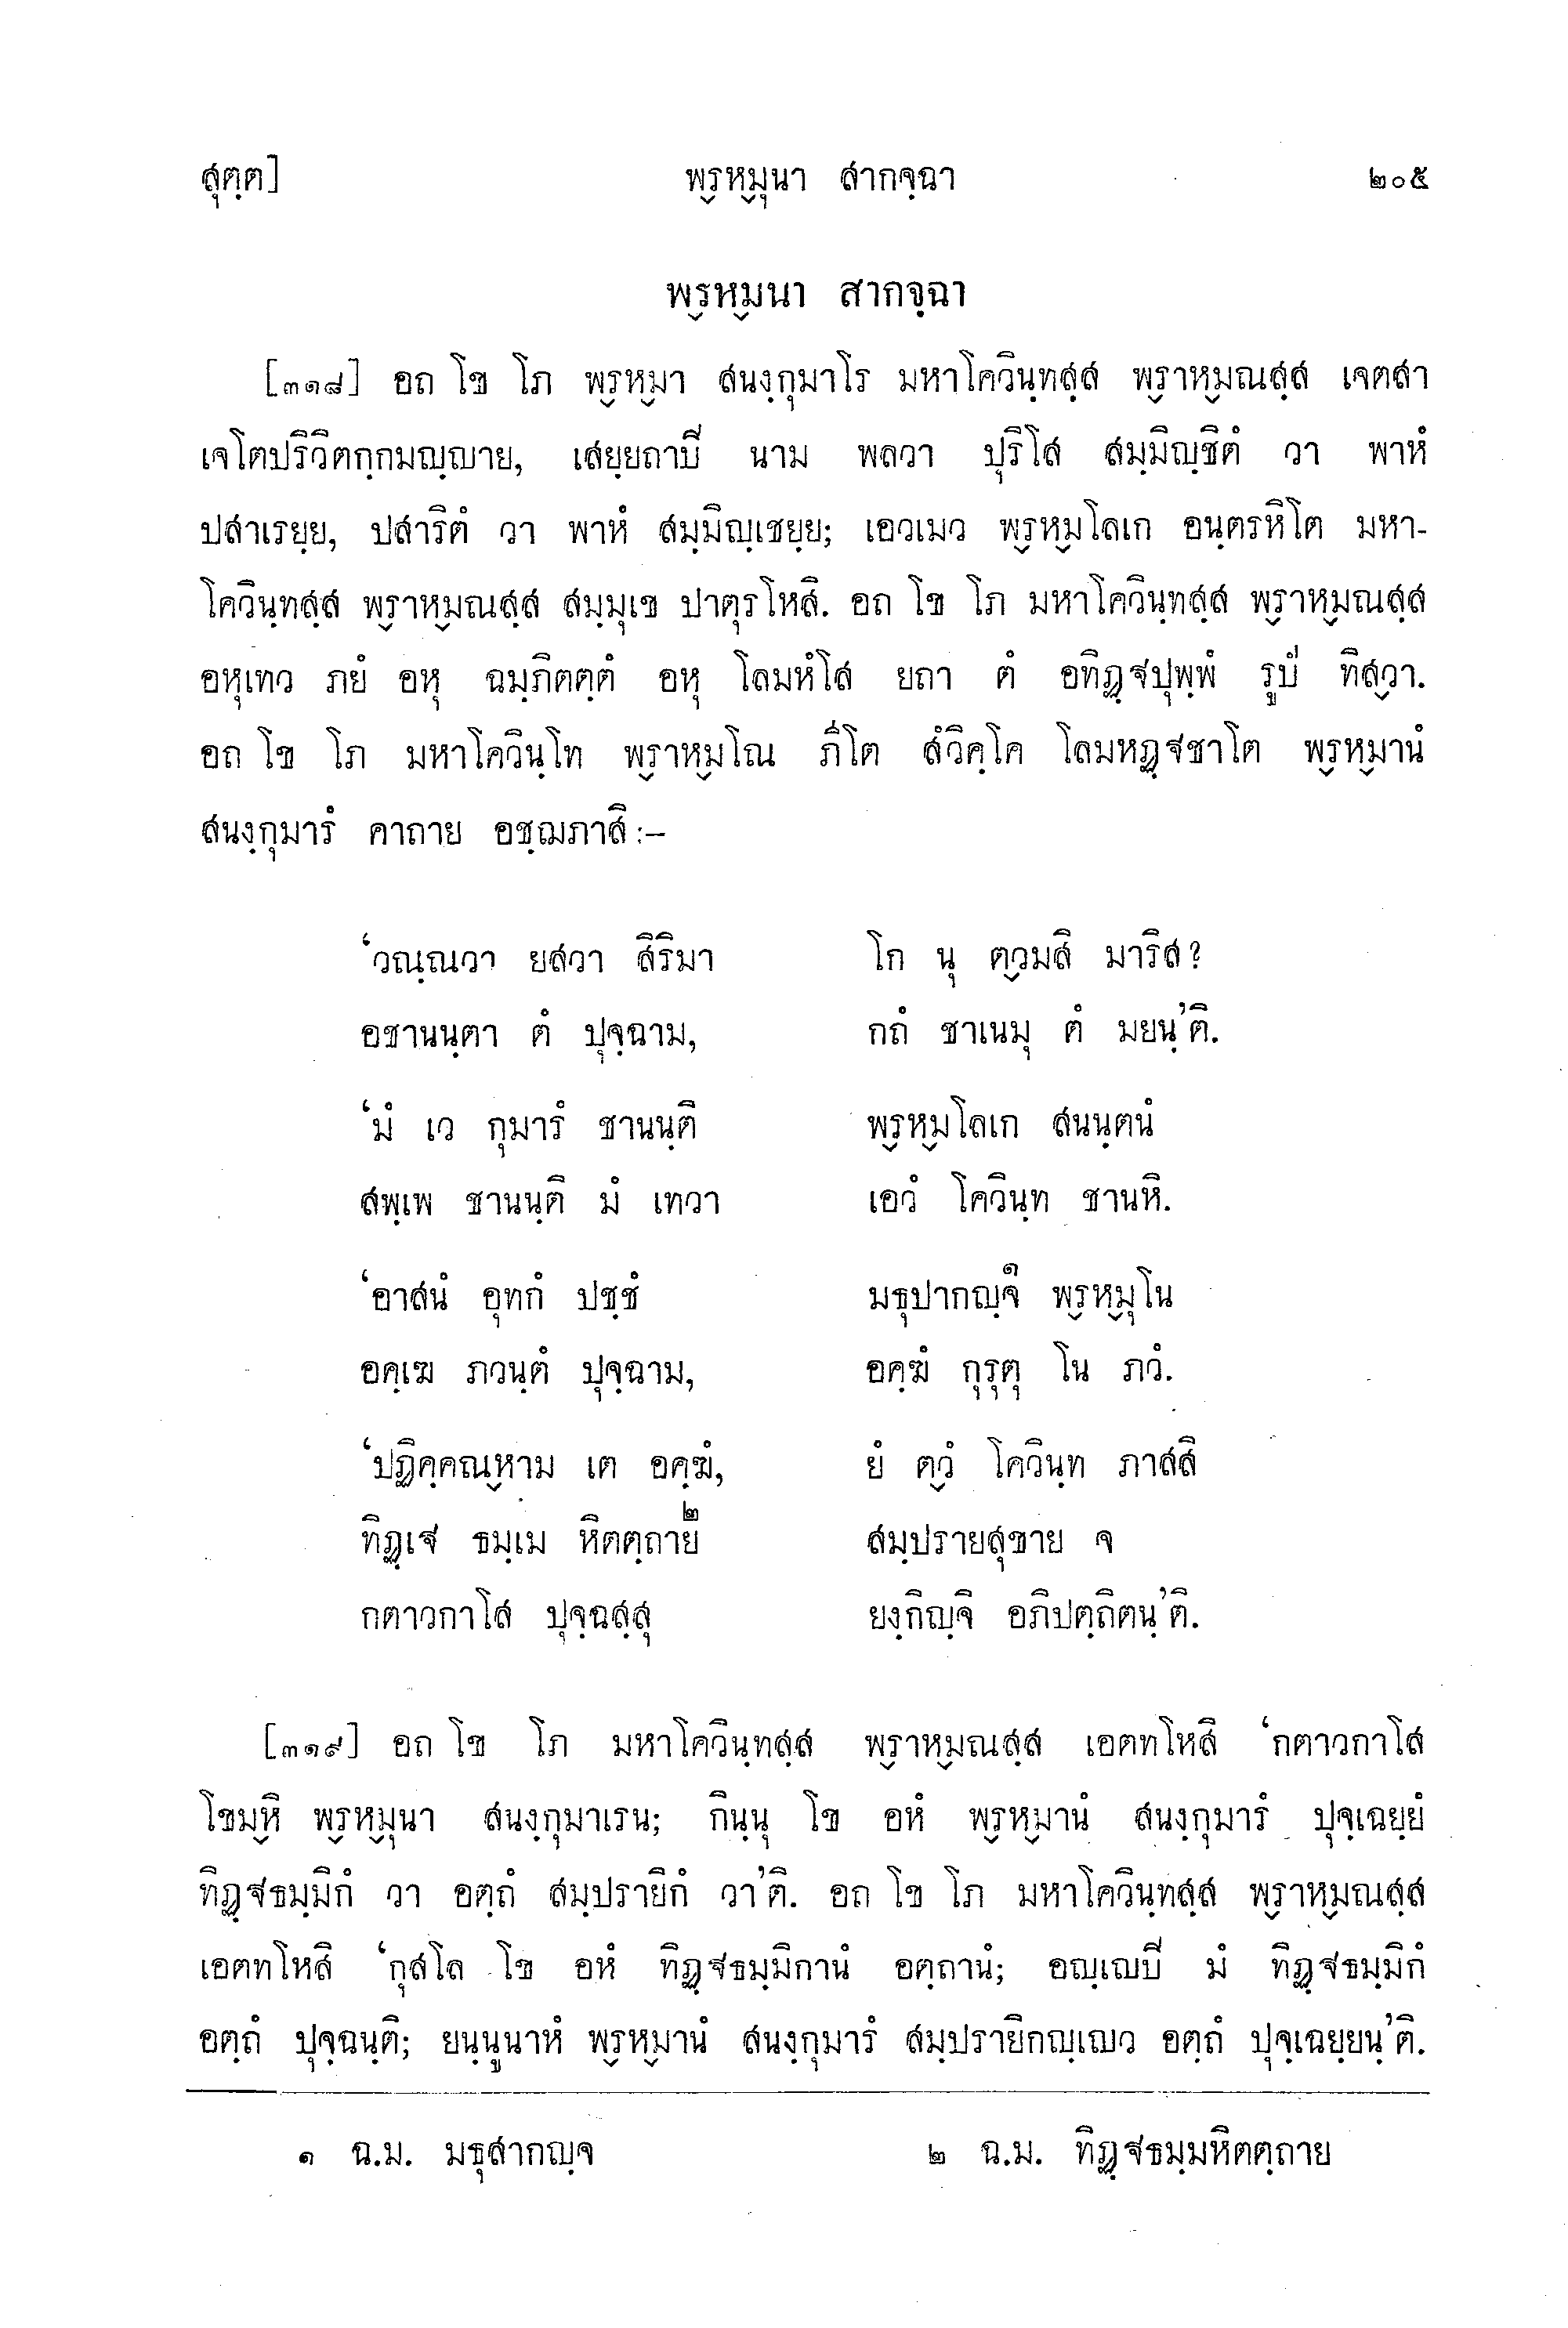 สุตฺต] พฺรหฺมุนา สากจฺฉา ๒๐๕
พฺรหฺมนา สากจฺฉา
[๓๑๘] อถ โข โภ พฺรหฺมา สนงฺกุมาโร มหาโควินฺทสฺส พฺราหฺมณสฺส เจตสา
เจโตปริวิตกฺกมญฺญาย, เสยฺยถาปิ นาม พลวา ปุริโส สมฺมิญฺชิตํ วา พาหํ
ปสาเรยฺย, ปสาริตํ วา พาหํ สมฺมิญฺเชยฺย; เอวเมว พฺรหฺมโลเก อนฺตรหิโต มหา-
โควินฺทสฺส พฺราหฺมณสฺส สมฺมุเข ปาตุรโหสิ. อถ โข โภ มหาโควินฺทสฺส พฺราหฺมณสฺส
อหุเทว ภยํ อหุ ฉมฺภิตตฺตํ อหุ โลมหํโส ยถา ตํ อทิฏฺฐปุพฺพํ รูปํ ทิสฺวา.
อถ โข โภ มหาโควินฺโท พฺราหฺมโณ ภีโต สํวิคฺโค โลมหฏฺฐชาโต พฺรหฺมานํ
สนงฺกุมารํ คาถาย อชฺฌภาสิ :–
‘วณฺณวา ยสวา สิริมา โก นุ ตฺวมสิ มาริส?
อชานนฺตา ตํ ปุจฺฉาม, กถํ ชาเนมุ ตํ มยนฺ’ติ.
‘มํ เว กุมารํ ชานนฺติ พฺรหฺมโลเก สนนฺตนํ
สพฺเพ ชานนฺติ มํ เทวา เอวํ โควินฺท ชานหิ.
‘อาสนํ อุทกํ ปชฺชํ มธุปากญฺจ๑ พฺรหฺมุโน
อคฺเฆ ภวนฺตํ ปุจฺฉาม, อคฺฆํ กุรุตุ โน ภวํ.
‘ปฏิคฺคณฺหาม เต อคฺฆํ, ยํ ตฺวํ โควินฺท ภาสสิ
ทิฏฺเฐ ธมฺเม หิตตฺถาย๒ สมฺปรายสุขาย จ
กตาวกาโส ปุจฺฉสฺสุ ยงฺกิญฺจิ อภิปตฺถิตนฺ’ติ.
[๓๑๙] อถ โข โภ มหาโควินฺทสฺส พฺราหฺมณสฺส เอตทโหสิ ‘กตาวกาโส
โขมฺหิ พฺรหฺมุนา สนงฺกุมาเรน; กินฺนุ โข อหํ พฺรหฺมานํ สนงฺกุมารํ ปุจฺเฉยฺยํ
ทิฏฺฐธมฺมิกํ วา อตฺถํ สมฺปรายิกํ วา’ติ. อถ โข โภ มหาโควินฺทสฺส พฺราหฺมณสฺส
เอตทโหสิ ‘กุสโล โข อหํ ทิฏฺฐธมฺมิกานํ อตฺถานํ; อญฺเญปิ มํ ทิฏฺฐธมฺมิกํ
อตฺถํ ปุจฺฉนฺติ; ยนฺนูนาหํ พฺรหฺมานํ สนงฺกุมารํ สมฺปรายิกญฺเญว อตฺถํ ปุจฺเฉยฺยนฺ’ติ.
๑ ฉ.ม. มธุสากญฺจ ๒ ฉ.ม. ทิฏฺฐธมฺมหิตตฺถาย